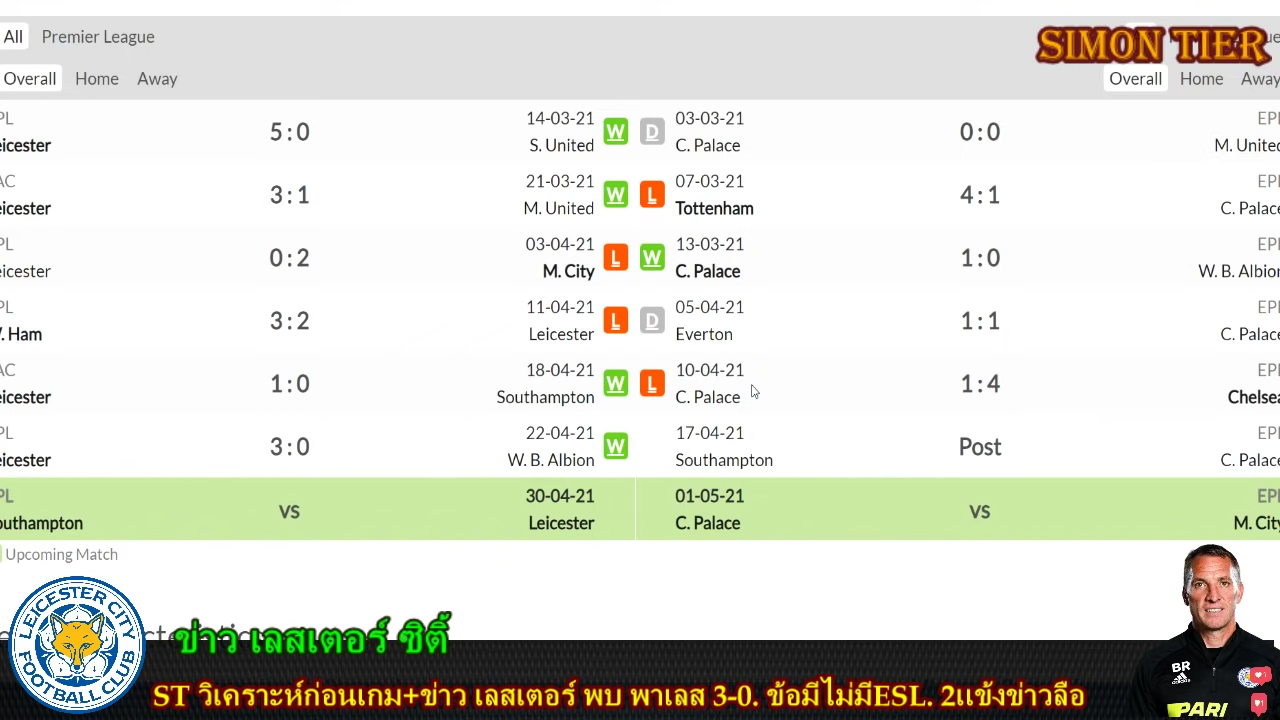 All Premier League
SIMON TIER
Overall Home Away
Overall Home Away
PL 14-03-21 W D 03-03-21 EPL
eicester 5:0 S. United C. Palace 0:0 M. United
AC 21-03-21 W L 07-03-21 EPL
eicester 3:1 M. United Tottenham 4:1 C. Palace
PL 03-04-21 L W 13-03-21 EPL
eicester 0:2 M. City C. Palace 1:0 W. B. Albion
PL 11-04-21 L D 05-04-21 EPL
W. Ham 3:2 Leicester Everton 1:1 C. Palace
AC 18-04-21 W L 10-04-21 EPL
eicester 1:0 Southampton C. Palace 1:4 Chelsea
PL 22-04-21 W 17-04-21 EPL
eicester 3:0 W. B. Albion Southampton Post C. Palace
PL 30-04-21 01-05-21 EPL
outhampton vs Leicester C. Palace vs M. City
Upcoming Match
LEICESTER CITY
FOOTBALL CLUB
ข่าว เลสเตอร์ ซิตี้
ST วิเคราะห์ก่อนเกม+ข่าว เลสเตอร์ พบ พาเลส 3-0. ข้อมีไม่มีESL. 2แข้งข่าวลือ
BR
PARI